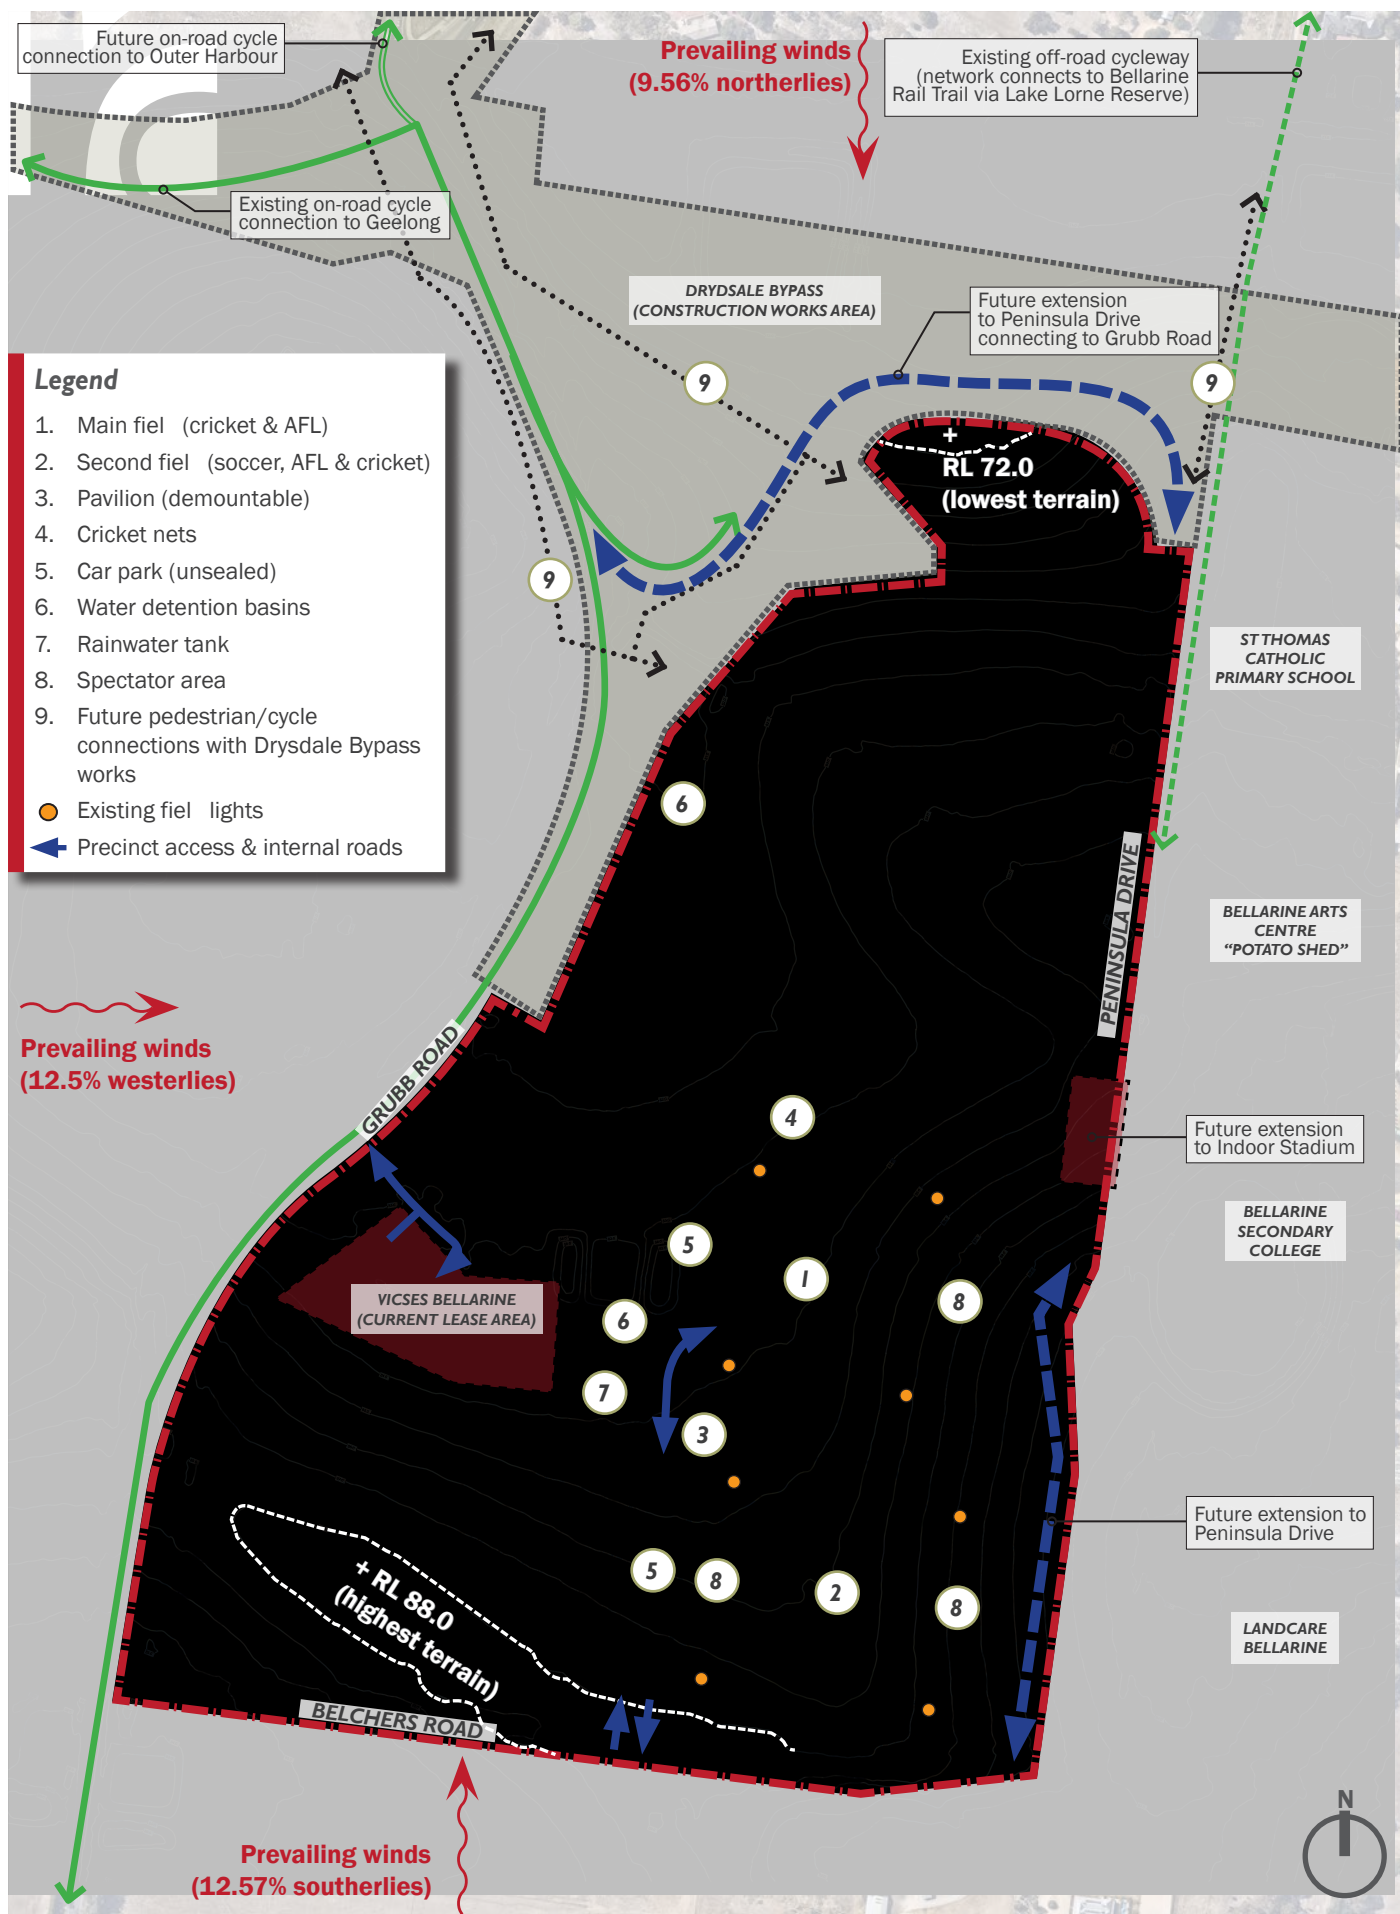 Future on-road cycle
connection to Outer Harbour
Prevailing winds
(9.56% northerlies)
Existing off-road cycleway
(network connects to Bellarine
Rail Trail via Lake Lorne Reserve)
Existing on-road cycle
connection to Geelong
DRYDSALE BYPASS
(CONSTRUCTION WORKS AREA)
Future extension
to Peninsula Drive
connecting to Grubb Road
Legend
1. Main fiel (cricket & AFL)
2. Second fiel (soccer, AFL & cricket)
3. Pavilion (demountable)
4. Cricket nets
5. Car park (unsealed)
6. Water detention basins
7. Rainwater tank
8. Spectator area
9. Future pedestrian/cycle
connections with Drysdale Bypass
works
Existing fiel lights
Precinct access & internal roads
9
9
9
+
RL 72.0
(lowest terrain)
ST THOMAS
CATHOLIC
PRIMARY SCHOOL
6
PENINSULA DRIVE
BELLARINE ARTS
CENTRE
“POTATO SHED”
Prevailing winds
(12.5% westerlies)
GRUBB ROAD
4
Future extension
to Indoor Stadium
BELLARINE
SECONDARY
COLLEGE
5
1
8
VICSES BELLARINE
(CURRENT LEASE AREA)
6
7
3
Future extension to
Peninsula Drive
5
8
2
8
+ RL 88.0
(highest terrain)
LANDCARE
BELLARINE
BELCHERS ROAD
N
Prevailing winds
(12.57% southerlies)